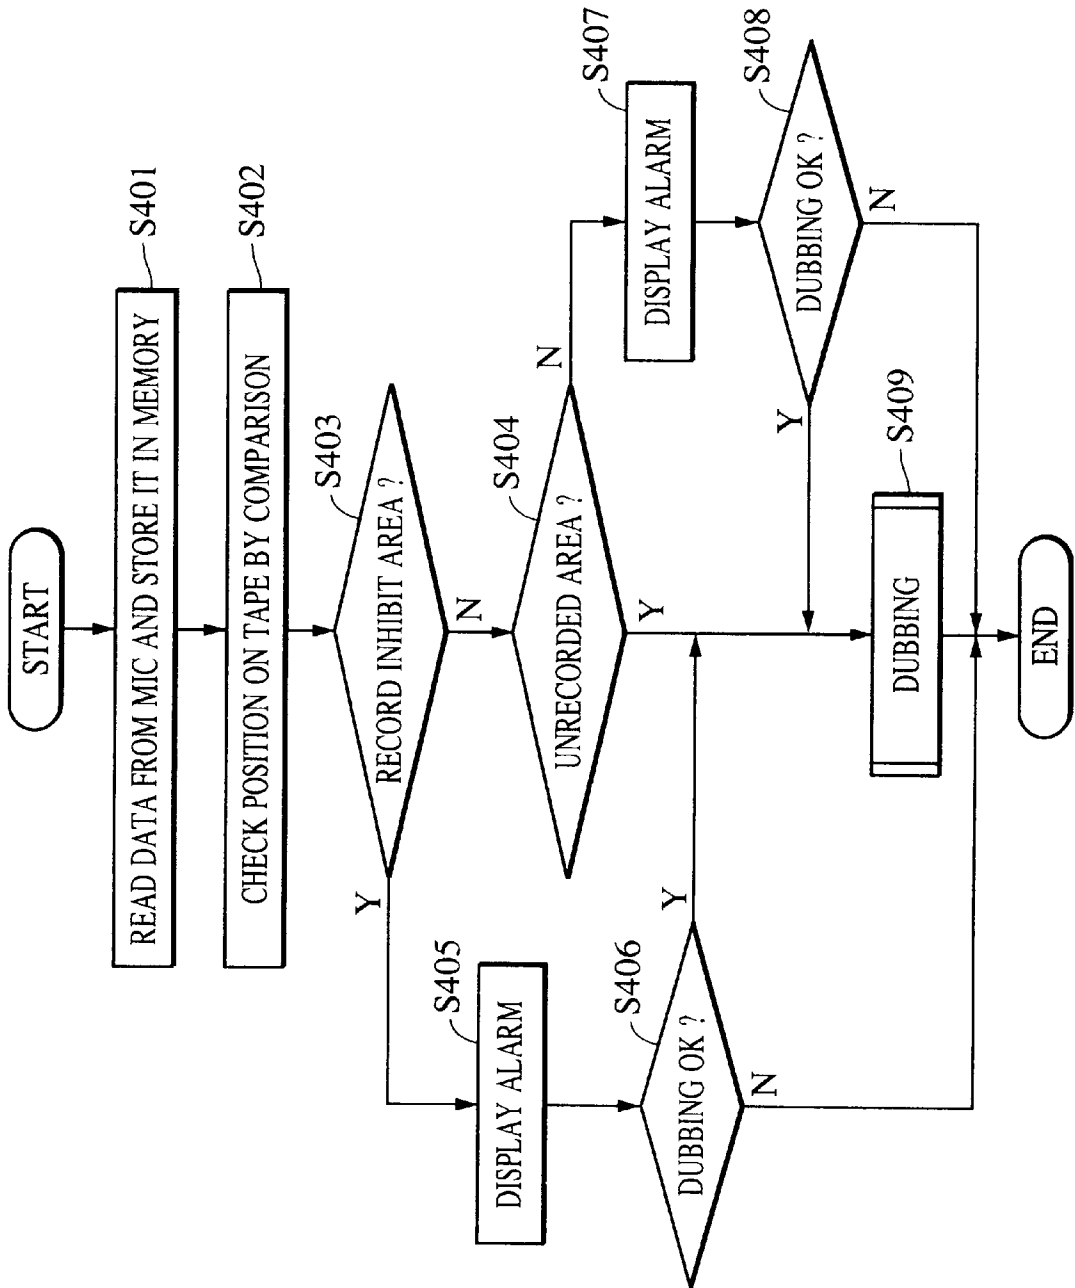 START
READ DATA FROM MIC AND STORE IT IN MEMORY
S401
CHECK POSITION ON TAPE BY COMPARISON
S402
RECORD INHIBIT AREA ?
S403
Y
N
UNRECORDED AREA ?
S404
Y
N
DISPLAY ALARM
S405
DUBBING OK ?
S406
Y
N
DISPLAY ALARM
S407
DUBBING OK ?
S408
Y
N
DUBBING
S409
END